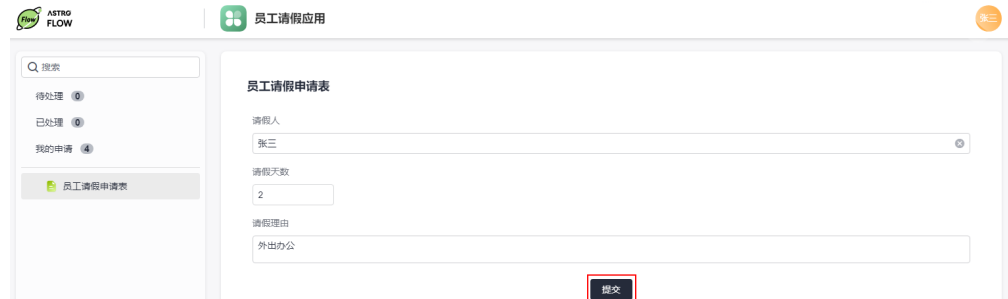 Flow
ASTRO
FLOW
员工请假应用
张三
搜索
待处理 0
已处理 0
我的申请 4
员工请假申请表
员工请假申请表
请假人
张三
请假天数
2
请假理由
外出办公
提交